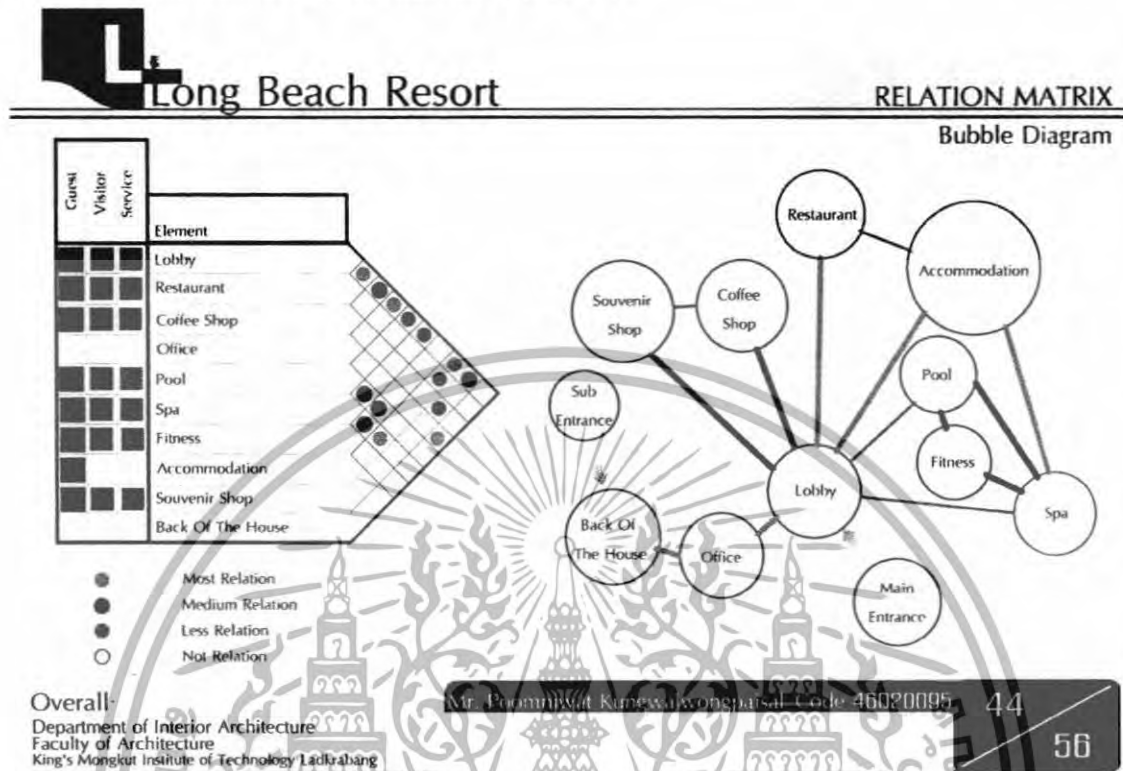 Long Beach Resort
RELATION MATRIX
Bubble Diagram
Guest
Visitor
Service
Element
Lobby
Restaurant
Coffee Shop
Office
Pool
Spa
Fitness
Accommodation
Souvenir Shop
Back Of The House
Most Relation
Medium Relation
Less Relation
Not Relation
Restaurant
Accommodation
Souvenir
Shop
Coffee
Shop
Pool
Sub
Entrance
Fitness
Lobby
Spa
Back Of
The House
Office
Main
Entrance
Overall
Department of Interior Architecture
Faculty of Architecture
King's Mongkut Institute of Technology Ladkrabang
Mr. Code 46020095
44
56